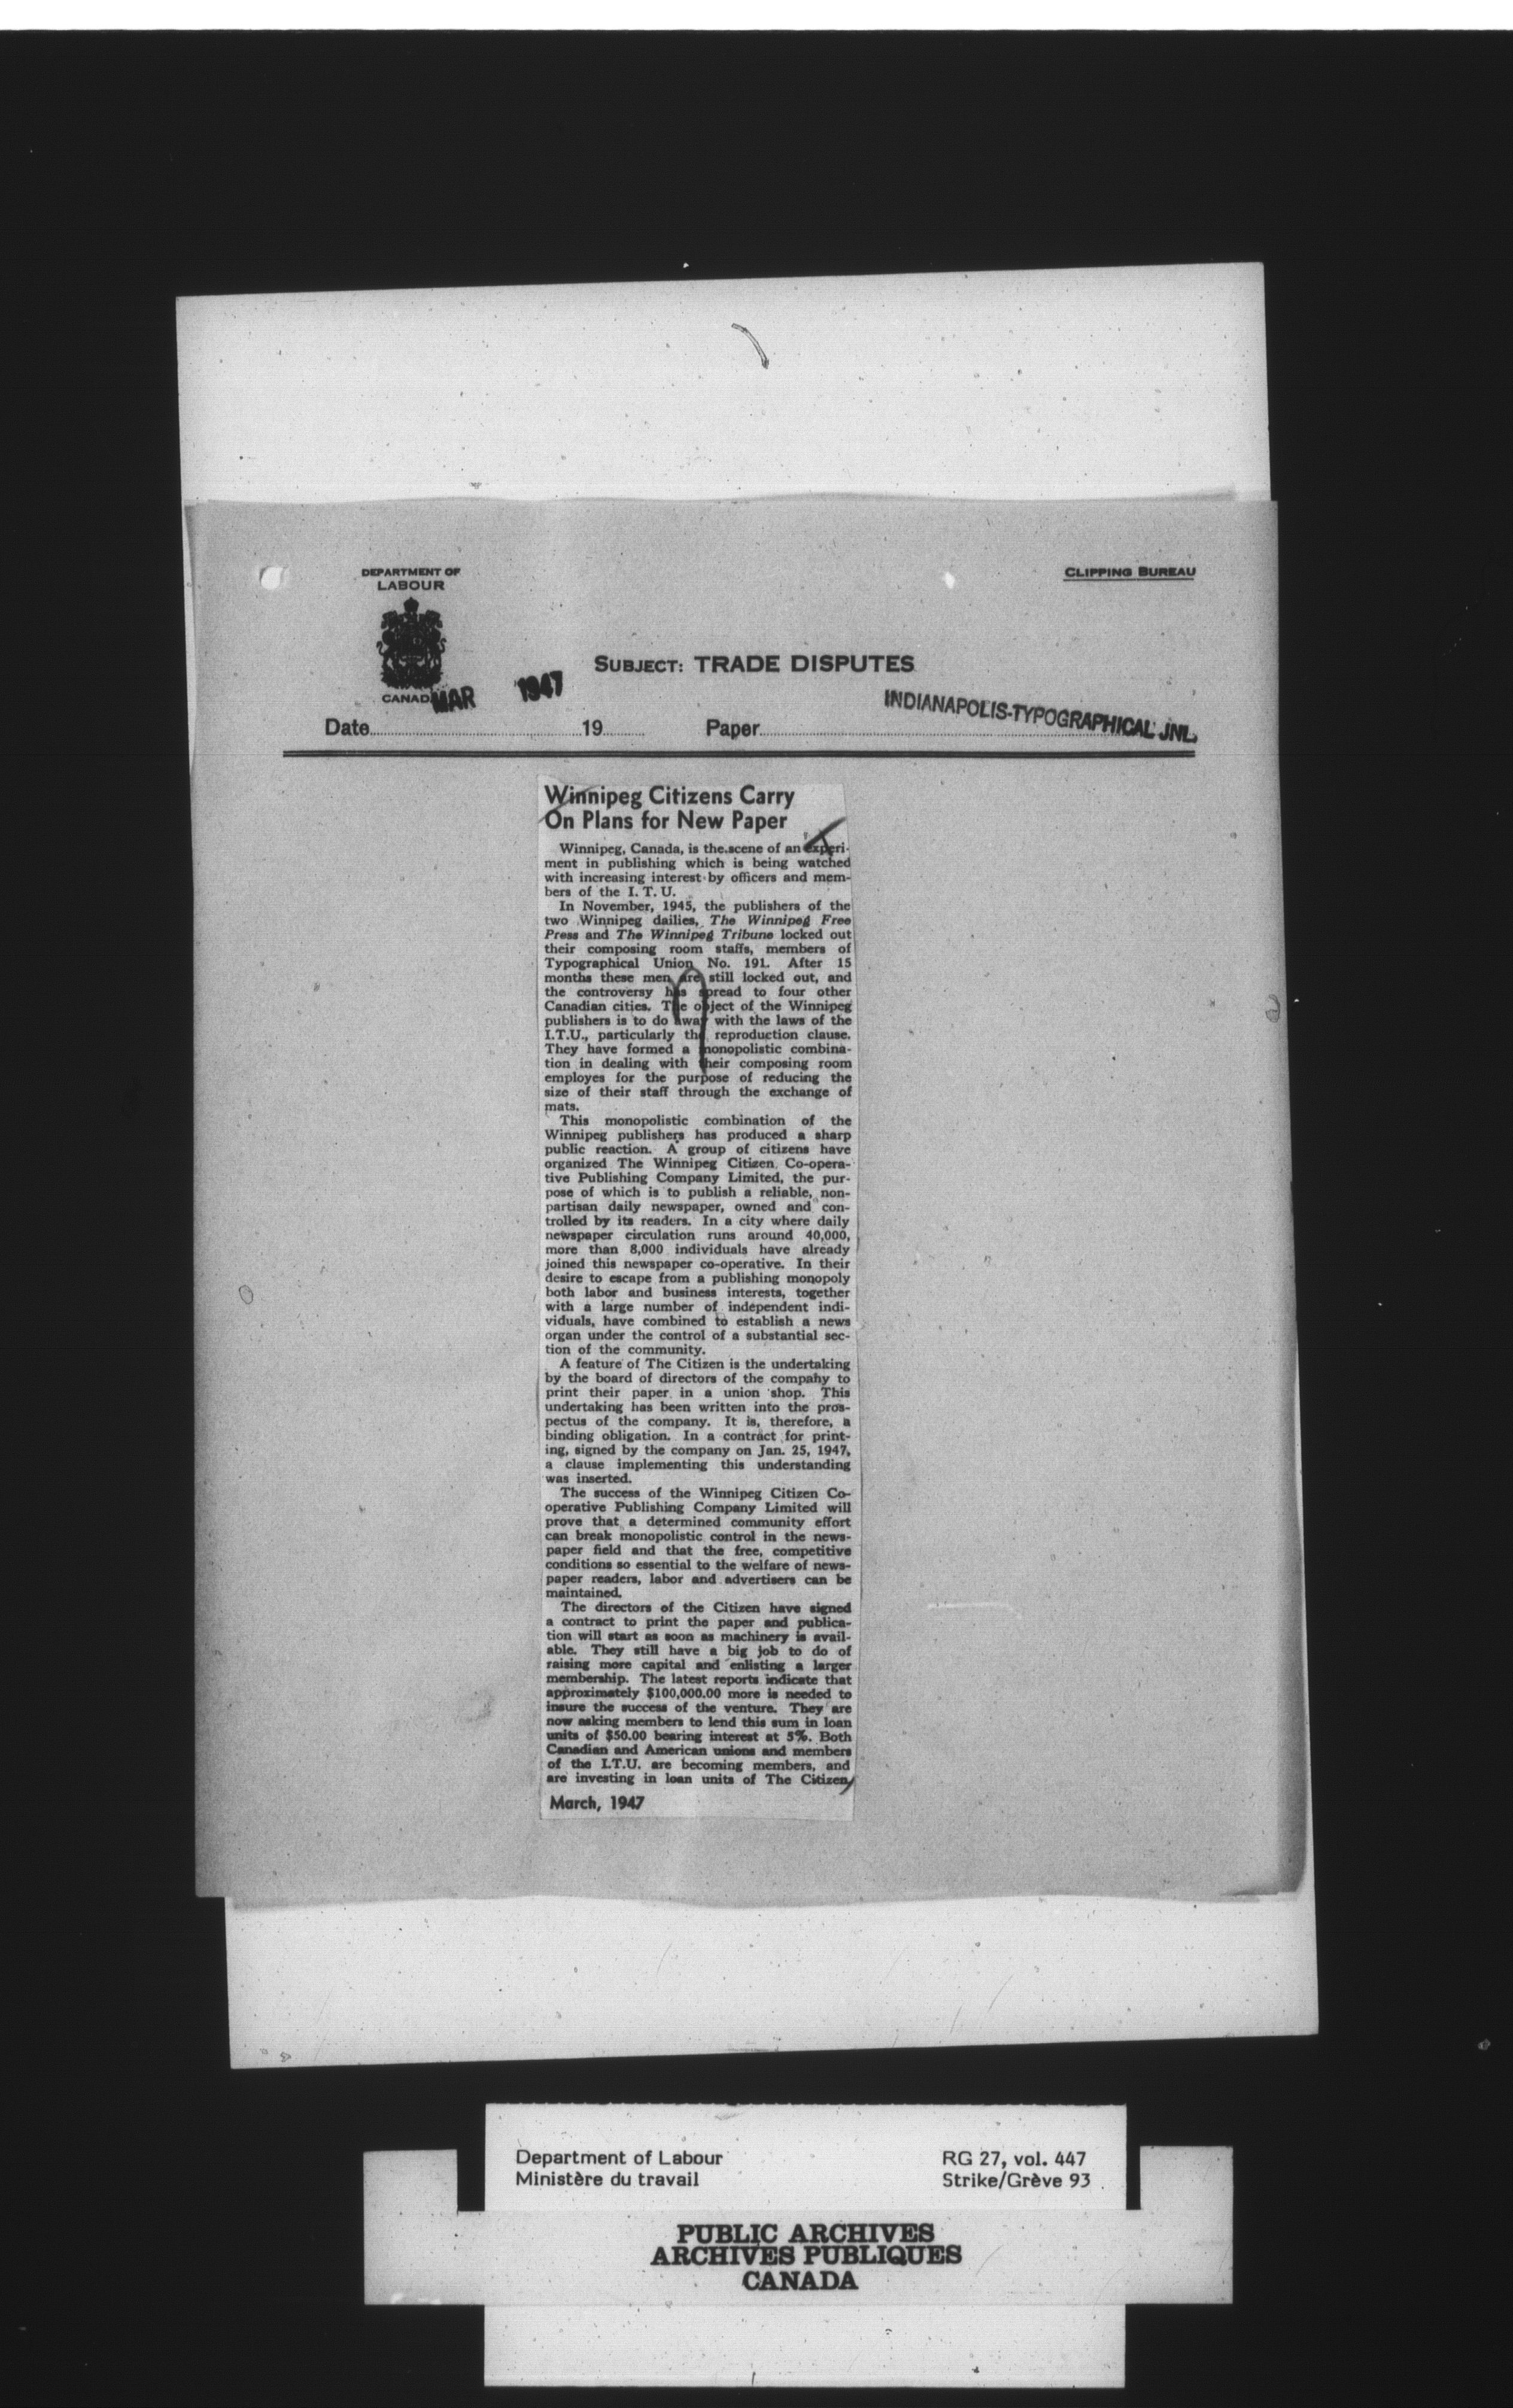 DEPARTMENT OF
LABOUR
CLIPPING BUREAU
SUBJECT: TRADE DISPUTES
CANADA
MAR 1947
INDIANAPOLIS-TYPOGRAPHICAL JNL.
Date 19 Paper
Winnipeg Citizens Carry
On Plans for New Paper
Winnipeg, Canada, is the scene of an experi-
ment in publishing which is being watched
with increasing interest by officers and mem-
bers of the I. T. U.
In November, 1945, the publishers of the
two Winnipeg dailies, The Winnipeg Free
Press and The Winnipeg Tribune locked out
their composing room staffs, members of
Typographical Union No. 191. After 15
months these men are still locked out, and
the controversy has spread to four other
Canadian cities. The object of the Winnipeg
publishers is to do away with the laws of the
I.T.U., particularly the reproduction clause.
They have formed a monopolistic combina-
tion in dealing with their composing room
employes for the purpose of reducing the
size of their staff through the exchange of
mats.
This monopolistic combination of the
Winnipeg publishers has produced a sharp
public reaction. A group of citizens have
organized The Winnipeg Citizen Co-opera-
tive Publishing Company Limited, the pur-
pose of which is to publish a reliable, non-
partisan daily newspaper, owned and con-
trolled by its readers. In a city where daily
newspaper circulation runs around 40,000,
more than 8,000 individuals have already
joined this newspaper co-operative. In their
desire to escape from a publishing monopoly
both labor and business interests, together
with a large number of independent indi-
viduals, have combined to establish a news
organ under the control of a substantial sec-
tion of the community.
A feature of The Citizen is the undertaking
by the board of directors of the company to
print their paper in a union shop. This
undertaking has been written into the pros-
pectus of the company. It is, therefore, a
binding obligation. In a contract for print-
ing, signed by the company on Jan. 25, 1947,
a clause implementing this understanding
was inserted.
The success of the Winnipeg Citizen Co-
operative Publishing Company Limited will
prove that a determined community effort
can break monopolistic control in the news-
paper field and that the free, competitive
conditions so essential to the welfare of news-
paper readers, labor and advertisers can be
maintained.
The directors of the Citizen have signed
a contract to print the paper and publica-
tion will start as soon as machinery is avail-
able. They still have a big job to do of
raising more capital and enlisting a larger
membership. The latest reports indicate that
approximately $100,000.00 more is needed to
insure the success of the venture. They are
now asking members to lend this sum in loan
units of $50.00 bearing interest at 5%. Both
Canadian and American unions and members
of the I.T.U. are becoming members, and
are investing in loan units of The Citizen
March, 1947
Department of Labour
Ministère du travail
RG 27, vol. 447
Strike/Grève 93
PUBLIC ARCHIVES
ARCHIVES PUBLIQUES
CANADA